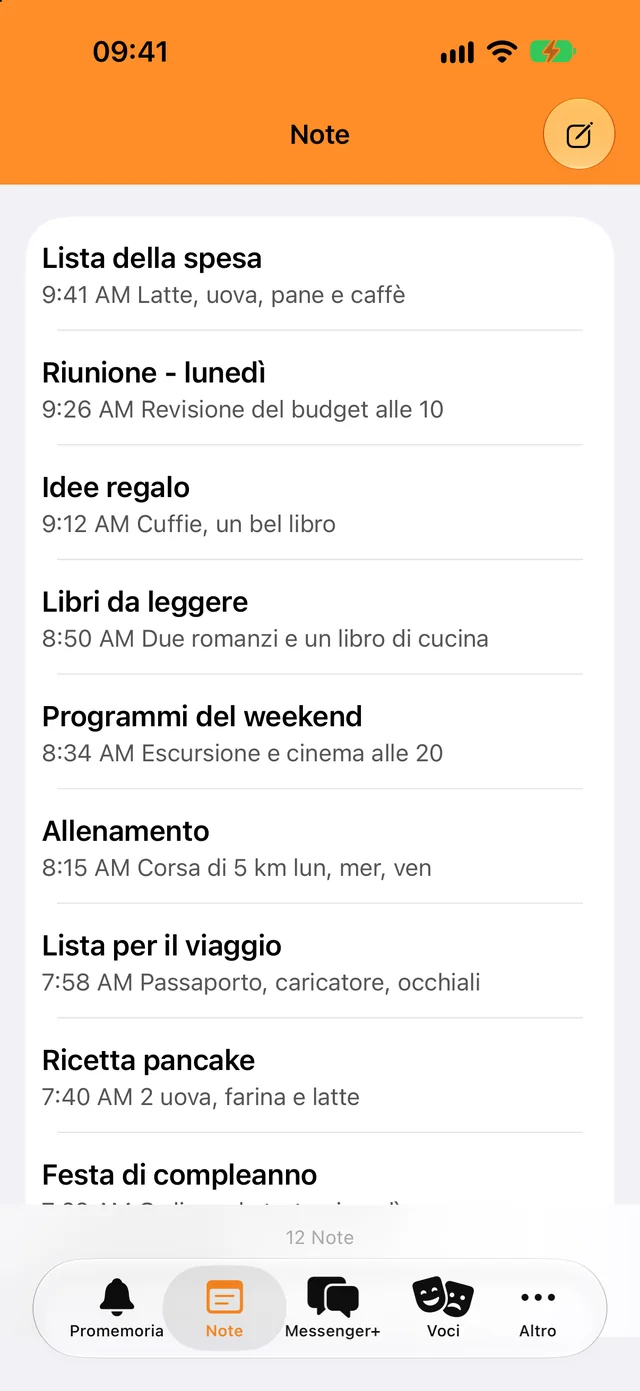 09:41
Note
Lista della spesa
9:41 AM Latte, uova, pane e caffè
Riunione - lunedì
9:26 AM Revisione del budget alle 10
Idee regalo
9:12 AM Cuffie, un bel libro
Libri da leggere
8:50 AM Due romanzi e un libro di cucina
Programmi del weekend
8:34 AM Escursione e cinema alle 20
Allenamento
8:15 AM Corsa di 5 km lun, mer, ven
Lista per il viaggio
7:58 AM Passaporto, caricatore, occhiali
Ricetta pancake
7:40 AM 2 uova, farina e latte
Festa di compleanno
12 Note
Promemoria
Note
Messenger+
Voci
Altro